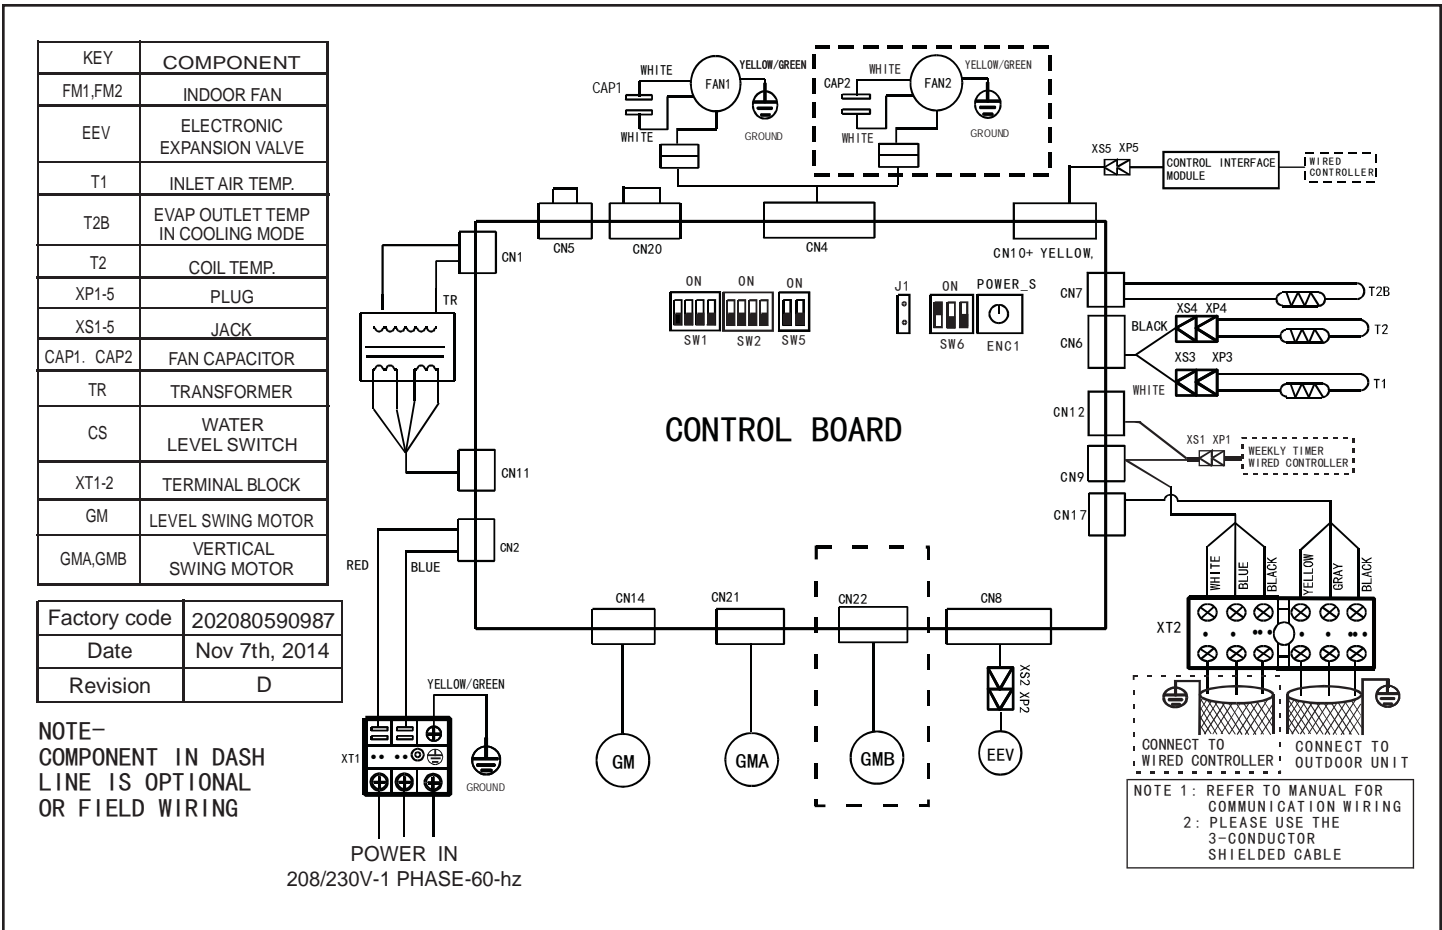 KEY COMPONENT
FM1,FM2 INDOOR FAN
EEV ELECTRONIC
EXPANSION VALVE
T1 INLET AIR TEMP.
T2B EVAP OUTLET TEMP
IN COOLING MODE
T2 COIL TEMP.
XP1-5 PLUG
XS1-5 JACK
CAP1. CAP2 FAN CAPACITOR
TR TRANSFORMER
CS WATER
LEVEL SWITCH
XT1-2 TERMINAL BLOCK
GM LEVEL SWING MOTOR
GMA,GMB VERTICAL
SWING MOTOR
Factory code 202080590987
Date Nov 7th, 2014
Revision D
NOTE-
COMPONENT IN DASH
LINE IS OPTIONAL
OR FIELD WIRING
CAP1
WHITE
WHITE
FAN1
YELLOW/GREEN
GROUND
CAP2
WHITE
WHITE
FAN2
YELLOW/GREEN
GROUND
XS5 XP5
CONTROL INTERFACE
MODULE
WIRED
CONTROLLER
CN1
CN5
CN20
CN4
CN10+ YELLOW,
TR
ON
SW1
ON
SW2
ON
SW5
J1
ON
SW6
POWER_S
ENC1
CONTROL BOARD
CN7
T2B
CN6
BLACK
XS4 XP4
T2
XS3 XP3
WHITE
T1
CN12
CN9
XS1 XP1
WEEKLY TIMER
WIRED CONTROLLER
CN17
CN11
CN2
RED
BLUE
YELLOW/GREEN
XT1
GROUND
POWER IN
208/230V-1 PHASE-60-hz
CN14
GM
CN21
GMA
CN22
GMB
CN8
XS2 XP2
EEV
WHITE
BLUE
BLACK
YELLOW
GRAY
BLACK
XT2
CONNECT TO
WIRED CONTROLLER
CONNECT TO
OUTDOOR UNIT
NOTE 1: REFER TO MANUAL FOR
COMMUNICATION WIRING
2: PLEASE USE THE
3-CONDUCTOR
SHIELDED CABLE